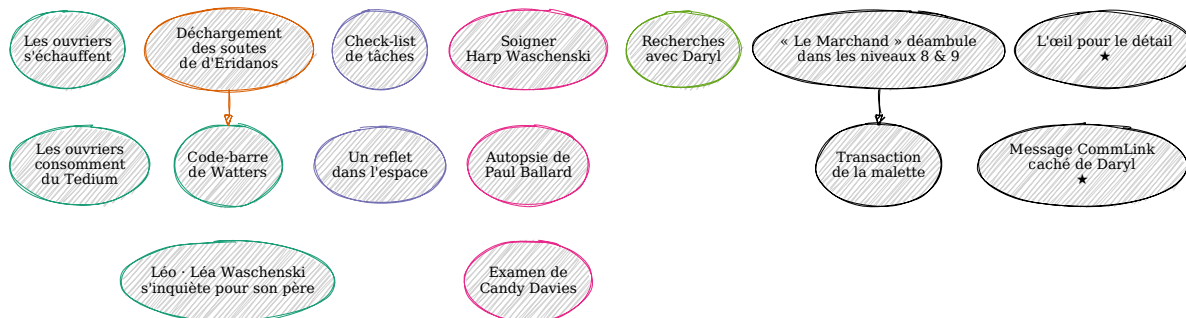 Les ouvriers
s'échauffent
Déchargement
des soutes
de d'Eridanos
Check-list
de tâches
Soigner
Harp Waschenski
Recherches
avec Daryl
« Le Marchand » déambule
dans les niveaux 8 & 9
L'œil pour le détail
★
Les ouvriers
consomment
du Tedium
Code-barre
de Watters
Un reflet
dans l'espace
Autopsie de
Paul Ballard
Transaction
de la malette
Message CommLink
caché de Daryl
★
Léo · Léa Waschenski
s'inquiète pour son père
Examen de
Candy Davies